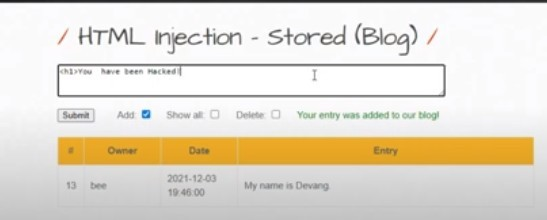 / HTML Injection - Stored (Blog) /
<h1>You have been Hacked!
Submit Add: Show all: Delete: Your entry was added to our blog!
# Owner Date Entry
13 bee 2021-12-03 19:46:00 My name is Devang.